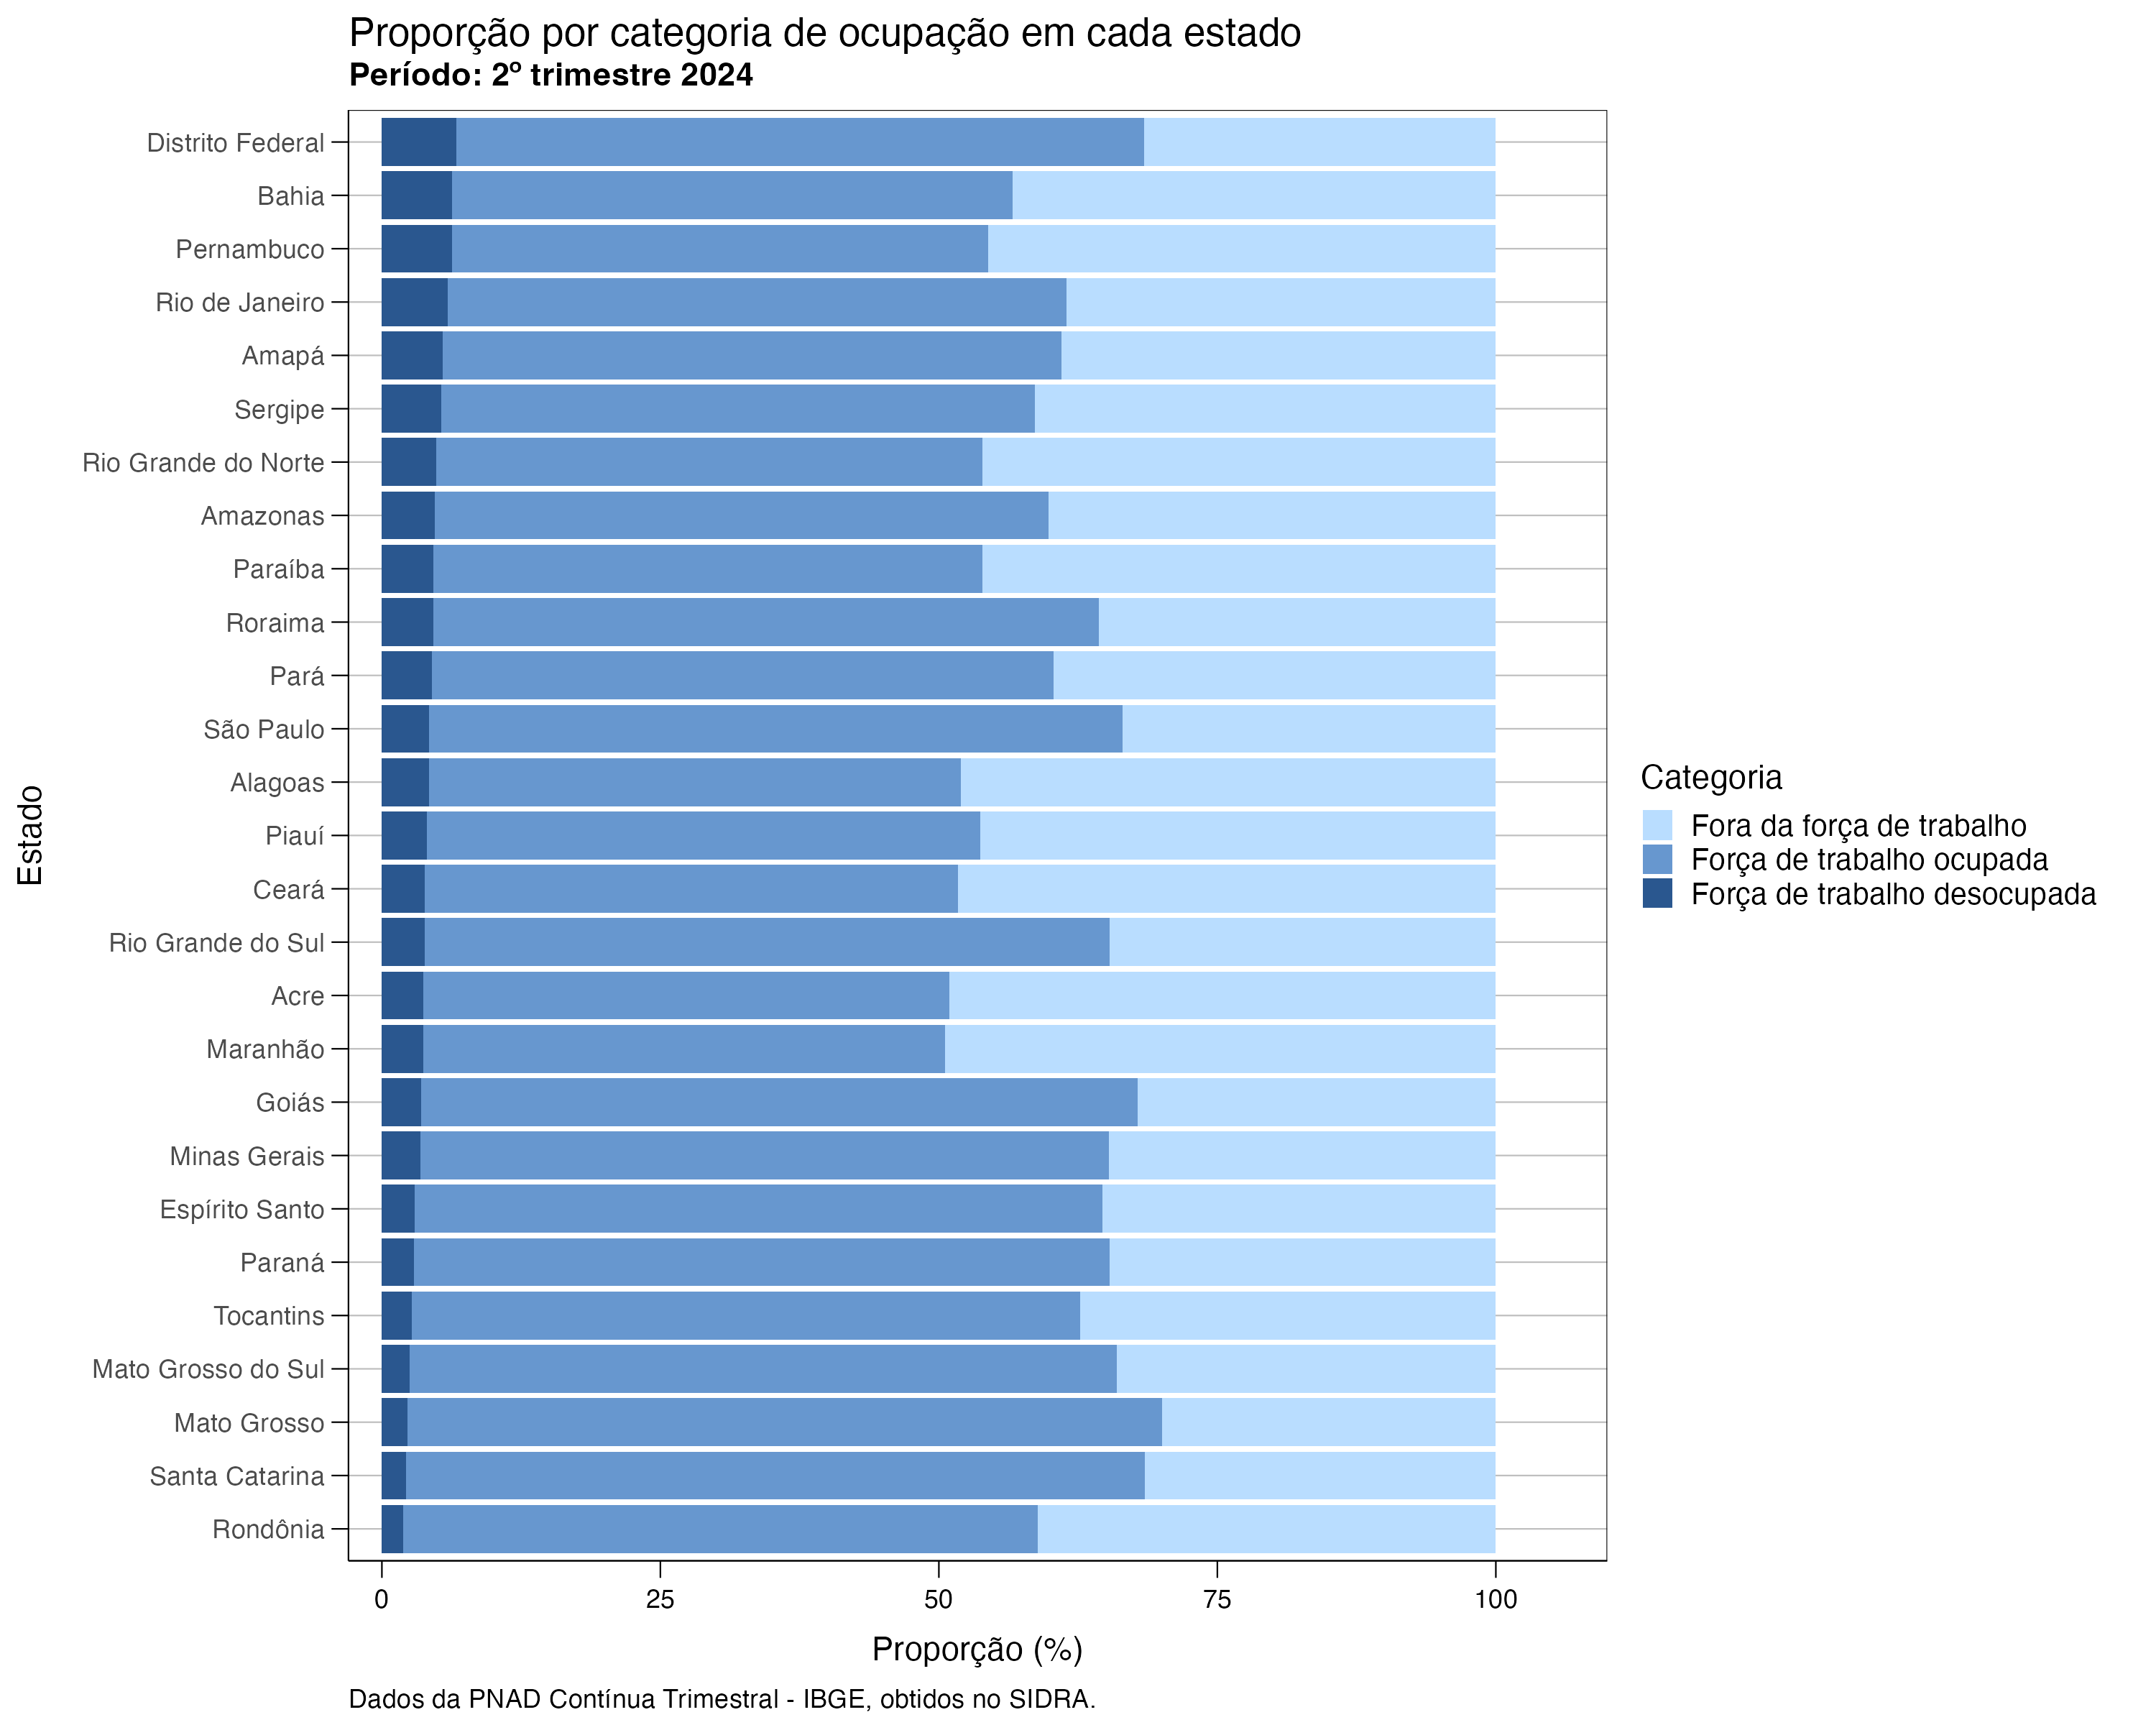 Proporção por categoria de ocupação em cada estado
Período: 2º trimestre 2024
Estado
Distrito Federal
Bahia
Pernambuco
Rio de Janeiro
Amapá
Sergipe
Rio Grande do Norte
Amazonas
Paraíba
Roraima
Pará
São Paulo
Alagoas
Piauí
Ceará
Rio Grande do Sul
Acre
Maranhão
Goiás
Minas Gerais
Espírito Santo
Paraná
Tocantins
Mato Grosso do Sul
Mato Grosso
Santa Catarina
Rondônia
0 25 50 75 100
Proporção (%)
Categoria
Fora da força de trabalho
Força de trabalho ocupada
Força de trabalho desocupada
Dados da PNAD Contínua Trimestral - IBGE, obtidos no SIDRA.